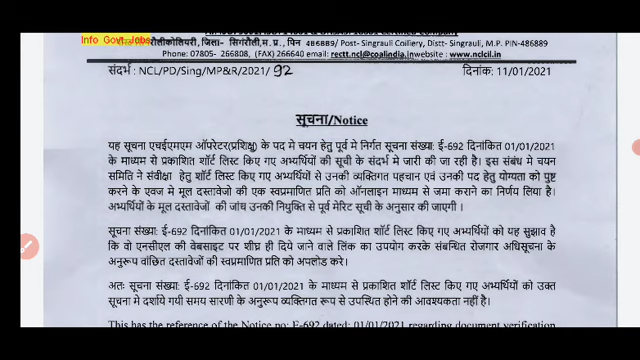 Info Govt Jobs
रौतीकोलियरी, जिला- सिंगरौली,म.प्र., पिन 486889/ Post- Singrauli Coiliery, Distt- Singrauli, M.P. PIN-486889
Phone: 07805- 266808, (FAX) 266640 email: rectt.ncl@coalindia.in website : www.nclcil.in
संदर्भ : NCL/PD/Sing/MP&R/2021/ 92 दिनांक: 11/01/2021
सूचना/Notice
यह सूचना एचईएमएम ऑपरेटर(प्रशिक्षु) के पद मे चयन हेतु पूर्व मे निर्गत सूचना संख्या: ई-692 दिनांकित 01/01/2021
के माध्यम से प्रकाशित शॉर्ट लिस्ट किए गए अभ्यर्थियों की सूची के संदर्भ मे जारी की जा रही है। इस संबंध मे चयन
समिति ने संवीक्षा हेतु शॉर्ट लिस्ट किए गए अभ्यर्थियों से उनकी व्यक्तिगत पहचान एवं उनकी पद हेतु योग्यता को पुष्ट
करने के एवज मे मूल दस्तावेजों की एक स्वप्रमाणित प्रति को ऑनलाइन माध्यम से जमा कराने का निर्णय लिया है।
अभ्यर्थियों के मूल दस्तावेजों की जांच उनकी नियुक्ति से पूर्व मेरिट सूची के अनुसार की जाएगी ।
सूचना संख्या: ई-692 दिनांकित 01/01/2021 के माध्यम से प्रकाशित शॉर्ट लिस्ट किए गए अभ्यर्थियों को यह सुझाव है
कि वो एनसीएल की वेबसाइट पर शीघ्र ही दिये जाने वाले लिंक का उपयोग करके संबन्धित रोजगार अधिसूचना के
अनुरूप वांछित दस्तावेजों की स्वप्रमाणित प्रति को अपलोड करे।
अतः सूचना संख्या: ई-692 दिनांकित 01/01/2021 के माध्यम से प्रकाशित शॉर्ट लिस्ट किए गए अभ्यर्थियों को उक्त
सूचना मे दर्शाये गयी समय सारणी के अनुरूप व्यक्तिगत रूप से उपस्थित होने की आवश्यकता नहीं है।
This has the reference of the Notice no: E-692 dated: 01/01/2021 regarding document verification